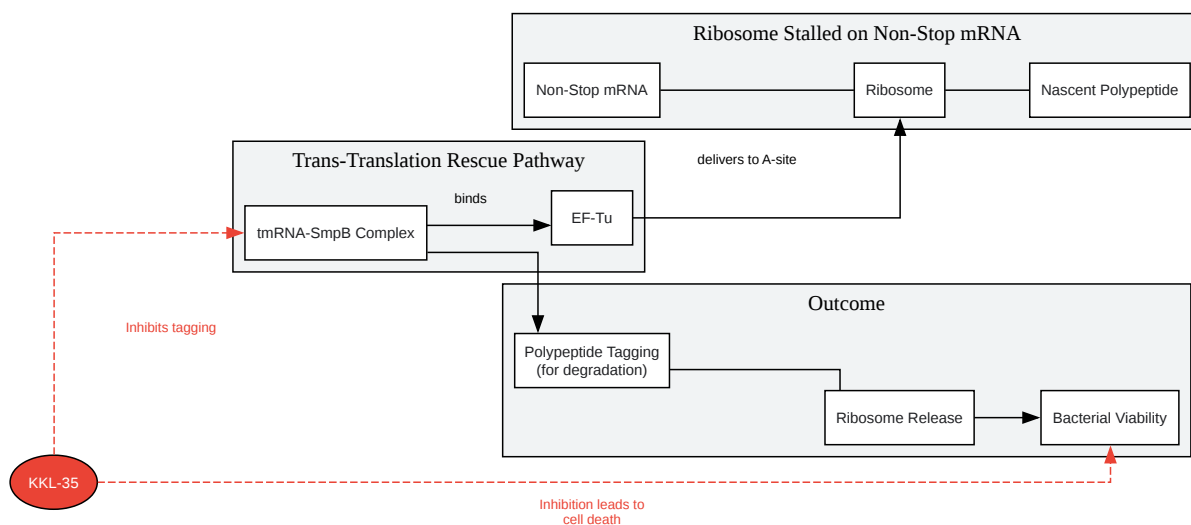 Ribosome Stalled on Non-Stop mRNA
Non-Stop mRNA
Ribosome
Nascent Polypeptide
Trans-Translation Rescue Pathway
delivers to A-site
binds
tmRNA-SmpB Complex
EF-Tu
Outcome
Inhibits tagging
Polypeptide Tagging
(for degradation)
Ribosome Release
Bacterial Viability
KKL-35
Inhibition leads to
cell death